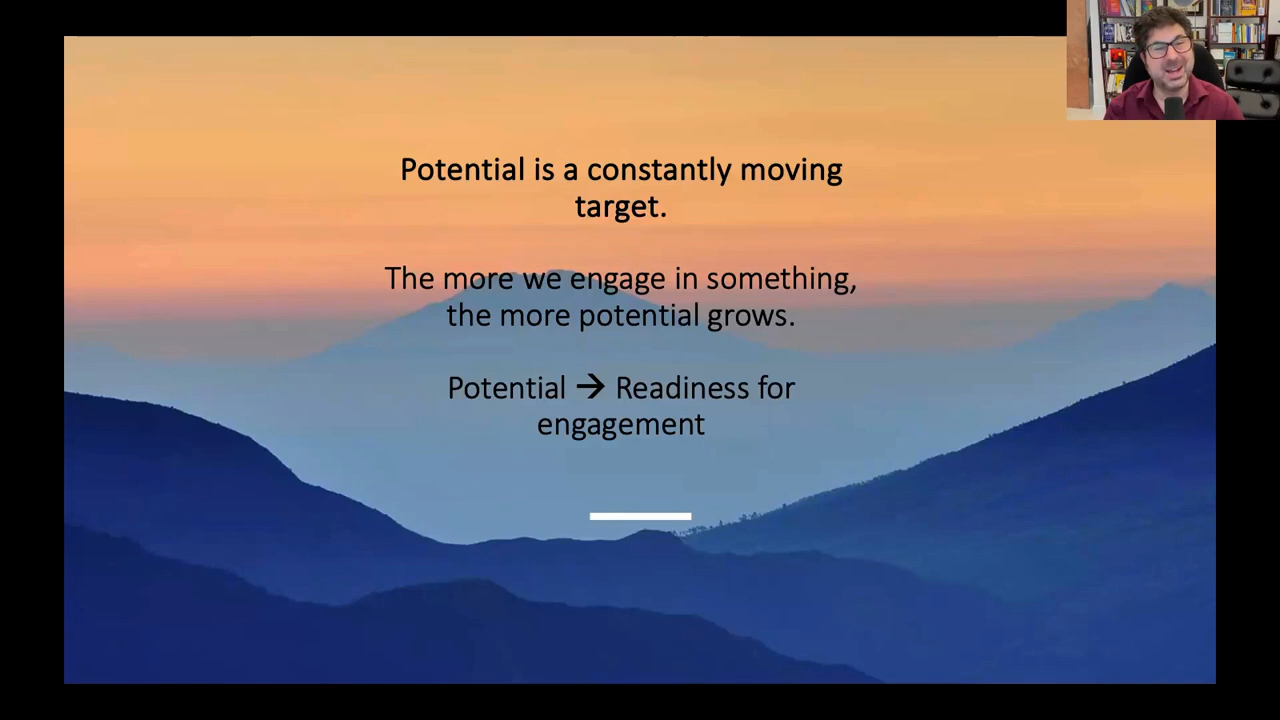 Potential is a constantly moving
target.
The more we engage in something,
the more potential grows.
Potential → Readiness for
engagement